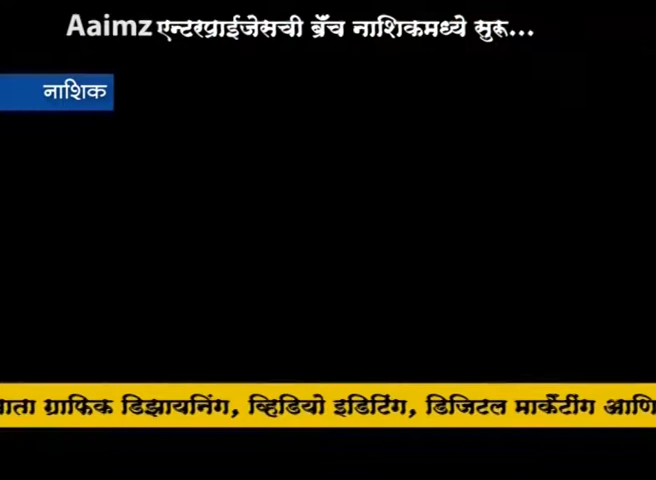 Aaimz एन्टरप्राईजेसची ब्रँच नाशिकमध्ये सुरू...
नाशिक
ग्राफिक डिझायनिंग, व्हिडियो इडिटिंग, डिजिटल मार्केटींग आणि